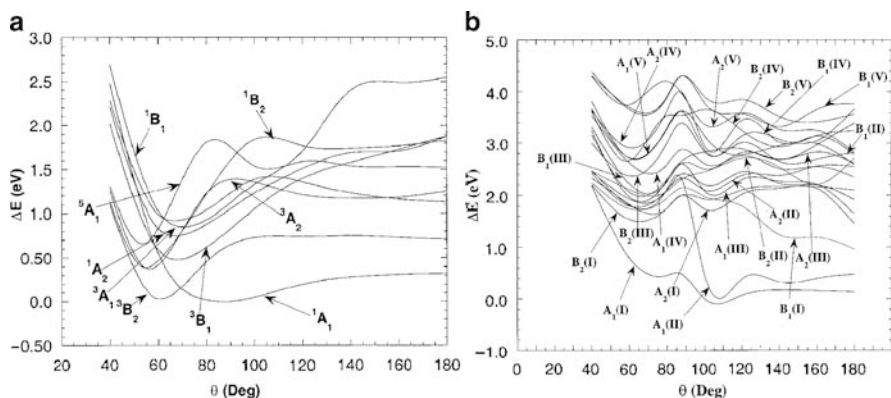 a
3.0
2.5
2.0
1.5
1.0
0.5
0.0
−0.50
ΔE (eV)
20 40 60 80 100 120 140 160 180
θ (Deg)
¹B₁
¹B₂
⁵A₁
³A₂
¹A₂
³A₁
³B₂
³B₁
¹A₁
b
5.0
4.0
3.0
2.0
1.0
0.0
−1.0
ΔE (eV)
0 20 40 60 80 100 120 140 160 180
θ (Deg)
A₂(IV)
A₁(V)
A₂(V)
B₂(IV)
B₂(V)
B₁(IV)
B₁(V)
B₁(II)
B₁(III)
B₂(I)
B₂(III)
A₁(IV)
A₁(I)
A₂(I)
A₁(II)
A₁(III)
A₂(II)
B₂(II)
A₂(III)
B₁(I)